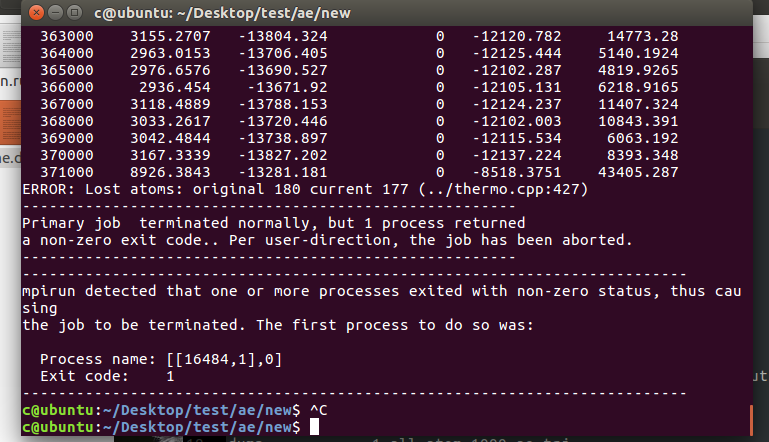 c@ubuntu: ~/Desktop/test/ae/new
363000 3155.2707 -13804.324 0 -12120.782 14773.28
364000 2963.0153 -13706.405 0 -12125.444 5140.1924
365000 2976.6576 -13690.527 0 -12102.287 4819.9265
366000 2936.454 -13671.92 0 -12105.131 6218.9165
367000 3118.4889 -13788.153 0 -12124.237 11407.324
368000 3033.2617 -13720.446 0 -12102.003 10843.391
369000 3042.4844 -13738.897 0 -12115.534 6063.192
370000 3167.3339 -13827.202 0 -12137.224 8393.348
371000 8926.3843 -13281.181 0 -8518.3751 43405.287
ERROR: Lost atoms: original 180 current 177 (../thermo.cpp:427)
-------------------------------------------------------
Primary job  terminated normally, but 1 process returned
a non-zero exit code.. Per user-direction, the job has been aborted.
-------------------------------------------------------
--------------------------------------------------------------------------
mpirun detected that one or more processes exited with non-zero status, thus cau
sing
the job to be terminated. The first process to do so was:
Process name: [[16484,1],0]
Exit code:    1
--------------------------------------------------------------------------
c@ubuntu:~/Desktop/test/ae/new$ ^C
c@ubuntu:~/Desktop/test/ae/new$